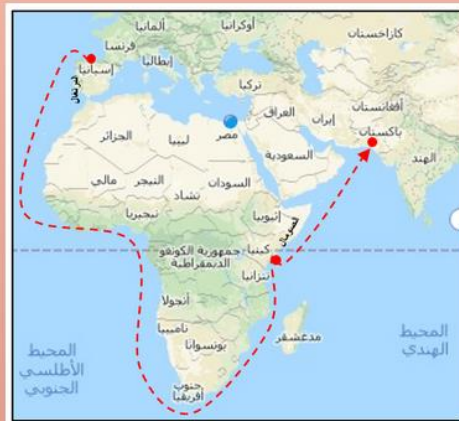 ألمانيا
أوكرانيا
كازاخستان
فرنسا
إسبانيا
إيطاليا
البرتغال
تركيا
أفغانستان
العراق
إيران
باكستان
الجزائر
ليبيا
مصر
السعودية
الهند
مالي
النيجر
تشاد
السودان
نيجيريا
إثيوبيا
الصومال
جمهورية الكونغو
الديمقراطية
كينيا
تنزانيا
أنجولا
ناميبيا
بوتسوانا
مدغشقر
جنوب
أفريقيا
المحيط
الأطلسي
الجنوبي
المحيط
الهندي